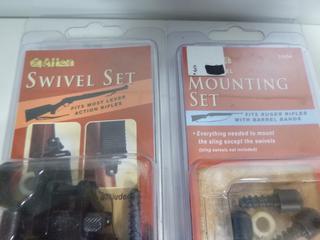 Allen
SWIVEL SET
FITS MOST LEVER
ACTION RIFLES
MOUNTING
SET
FITS RUGER RIFLES
WITH BARREL BANDS
• Everything needed to mount
the sling except the swivels
(sling swivels not included)